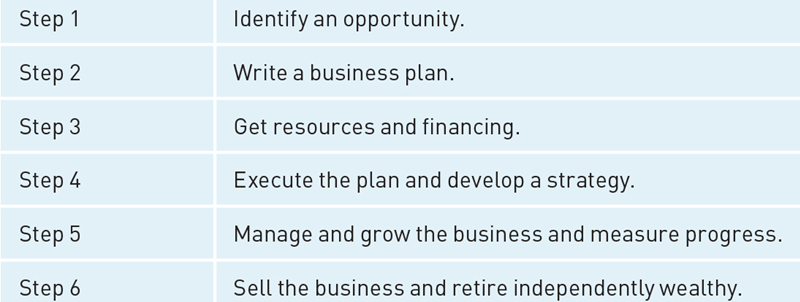 Step 1 Identify an opportunity.
Step 2 Write a business plan.
Step 3 Get resources and financing.
Step 4 Execute the plan and develop a strategy.
Step 5 Manage and grow the business and measure progress.
Step 6 Sell the business and retire independently wealthy.